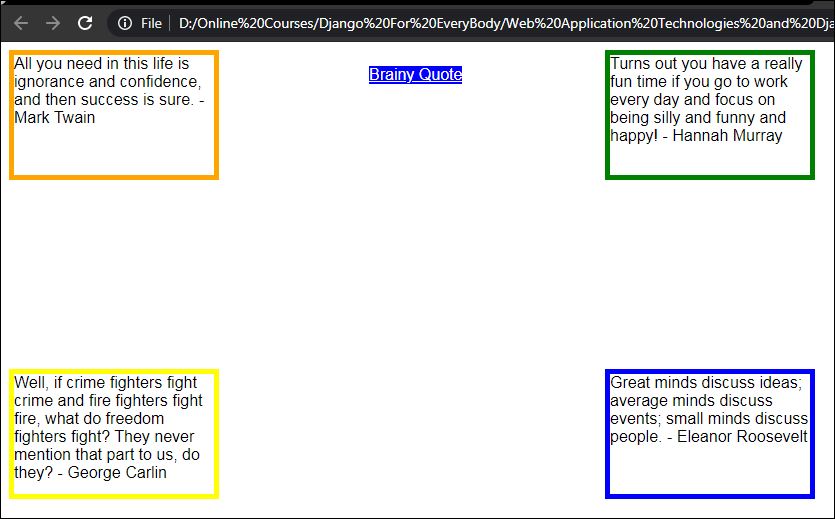 File
D:/Online%20Courses/Django%20For%20EveryBody/Web%20Application%20Technologies%20and%20Dja
All you need in this life is
ignorance and confidence,
and then success is sure. -
Mark Twain
Brainy Quote
Turns out you have a really
fun time if you go to work
every day and focus on
being silly and funny and
happy! - Hannah Murray
Well, if crime fighters fight
crime and fire fighters fight
fire, what do freedom
fighters fight? They never
mention that part to us, do
they? - George Carlin
Great minds discuss ideas;
average minds discuss
events; small minds discuss
people. - Eleanor Roosevelt